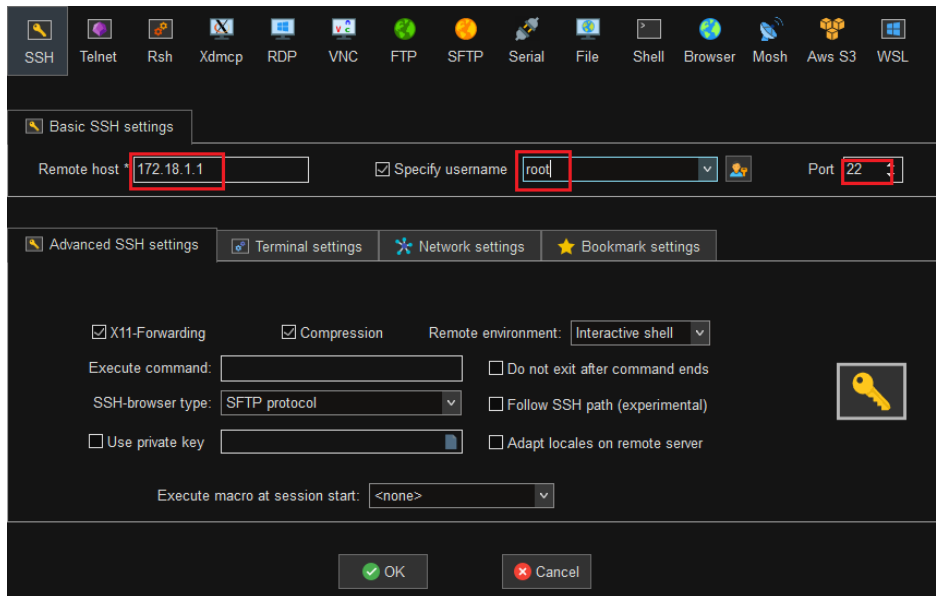 SSH Telnet Rsh Xdmcp RDP VNC FTP SFTP Serial File Shell Browser Mosh Aws S3 WSL
Basic SSH settings
Remote host * 172.18.1.1 Specify username root Port 22
Advanced SSH settings Terminal settings Network settings Bookmark settings
X11-Forwarding Compression Remote environment: Interactive shell
Execute command: Do not exit after command ends
SSH-browser type: SFTP protocol Follow SSH path (experimental)
Use private key Adapt locales on remote server
Execute macro at session start: <none>
OK Cancel